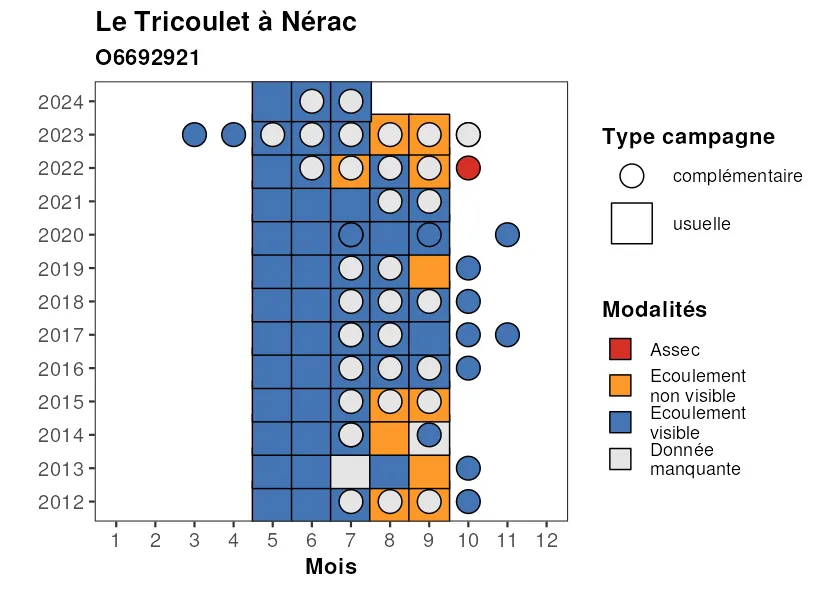 Le Tricoulet à Nérac
O6692921
2024
2023
2022
2021
2020
2019
2018
2017
2016
2015
2014
2013
2012
1 2 3 4 5 6 7 8 9 10 11 12
Mois
Type campagne
complémentaire
usuelle
Modalités
Assec
Ecoulement
non visible
Ecoulement
visible
Donnée
manquante